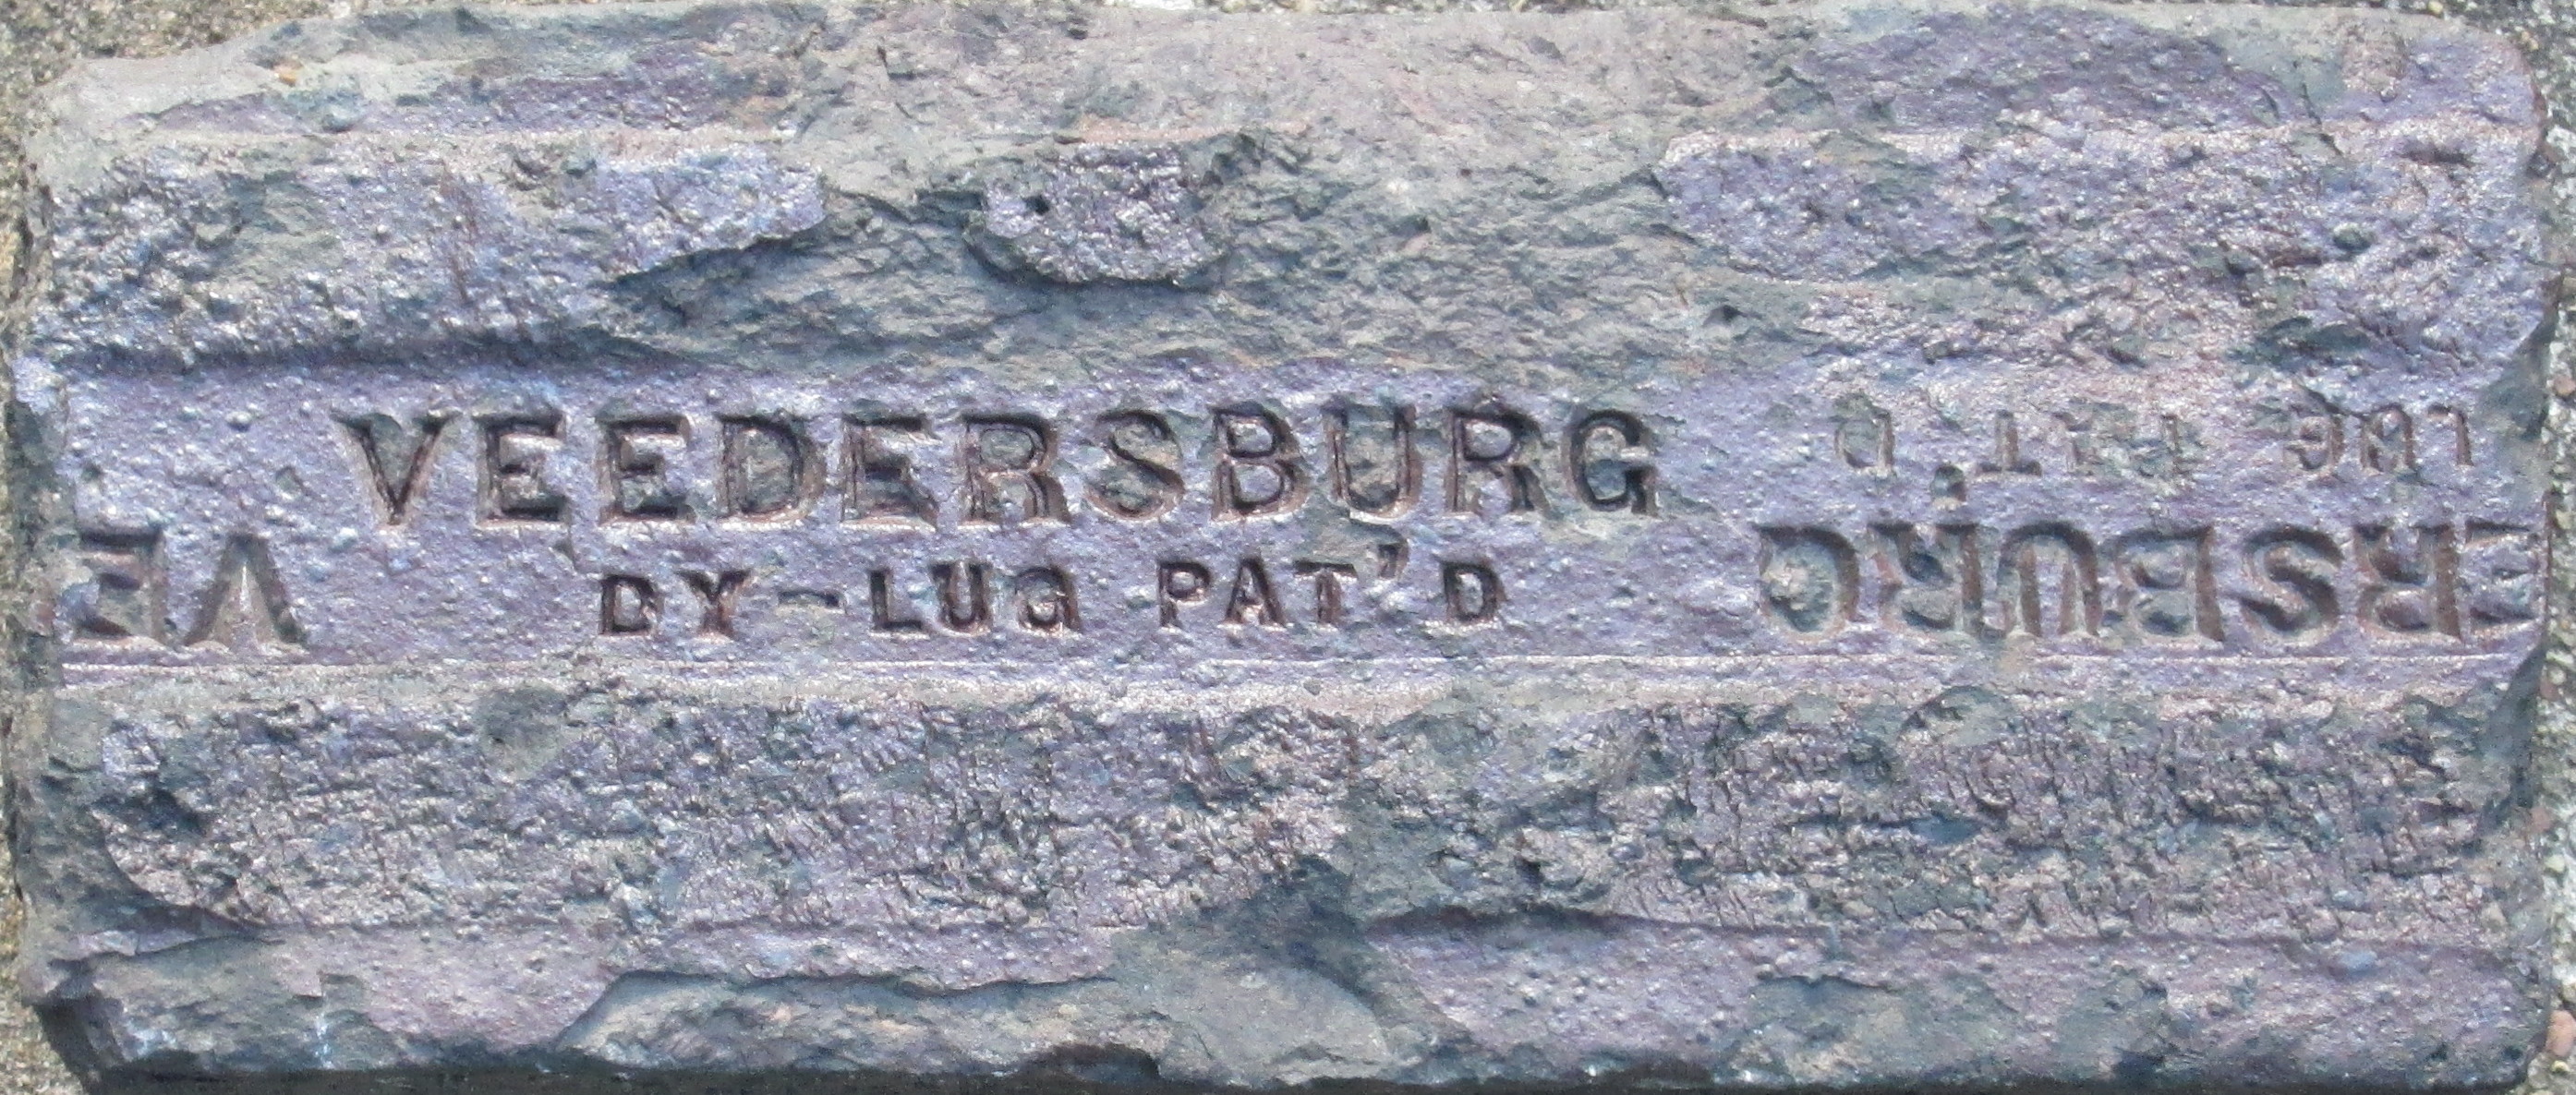 VEEDERSBURG
DY-LUG PAT'D
ERSBURG VE
LUG PAT'D